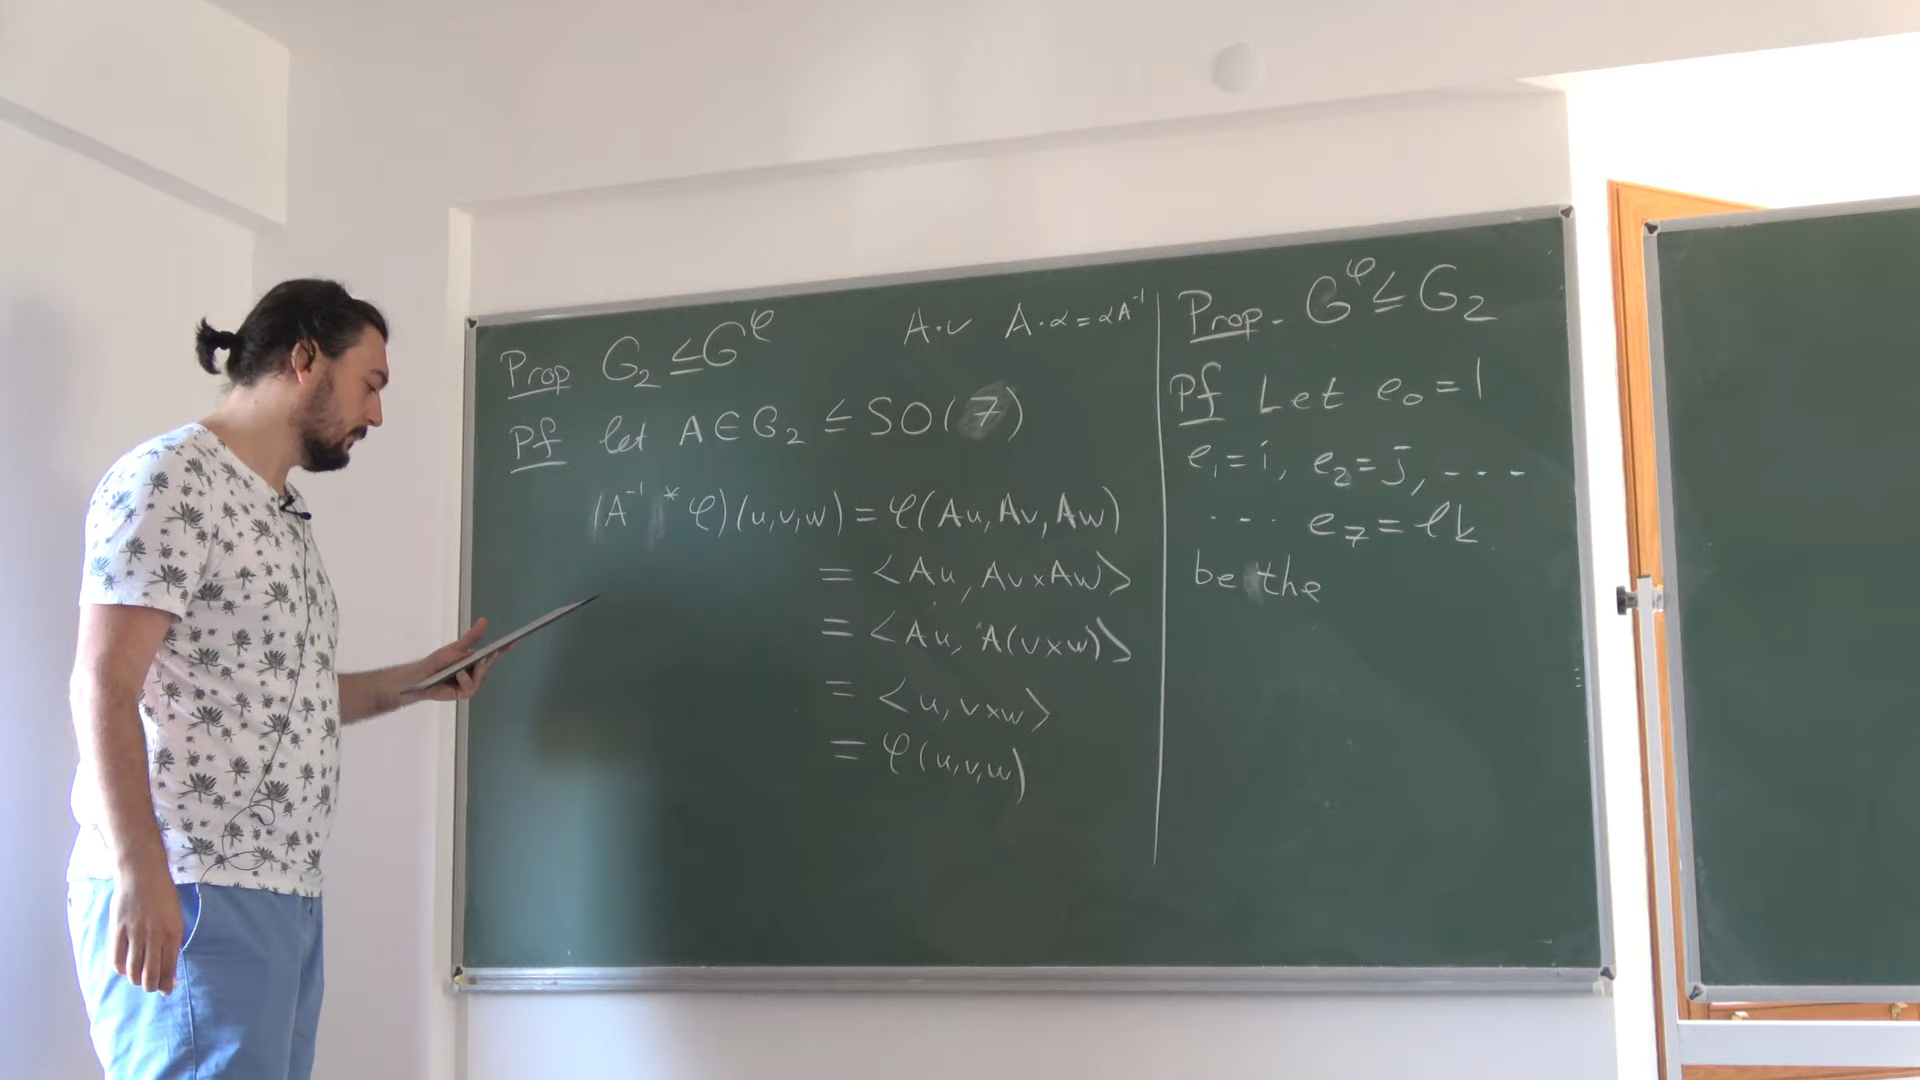 Prop G₂ ≤ G^φ
A·v A·α = αA⁻¹
Pf let A ∈ G₂ ≤ SO(7)
(A⁻¹ * φ)(u,v,w) = φ(Au, Av, Aw)
= <Au, Av×Aw>
= <Au, A(v×w)>
= <u, v×w>
= φ(u,v,w)
Prop. G^φ ≤ G₂
Pf Let e₀ = 1
e₁ = i, e₂ = j, ---
--- e₇ = ℓk
be the